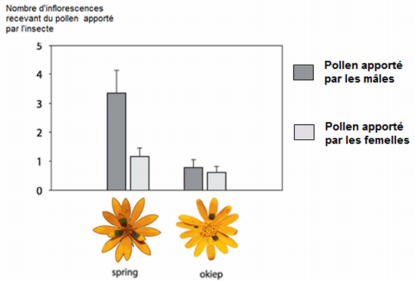 Nombre d'inflorescences
recevant du pollen apporté
par l'insecte
5
4
3
2
1
0
Pollen apporté
par les mâles
Pollen apporté
par les femelles
spring
okiep